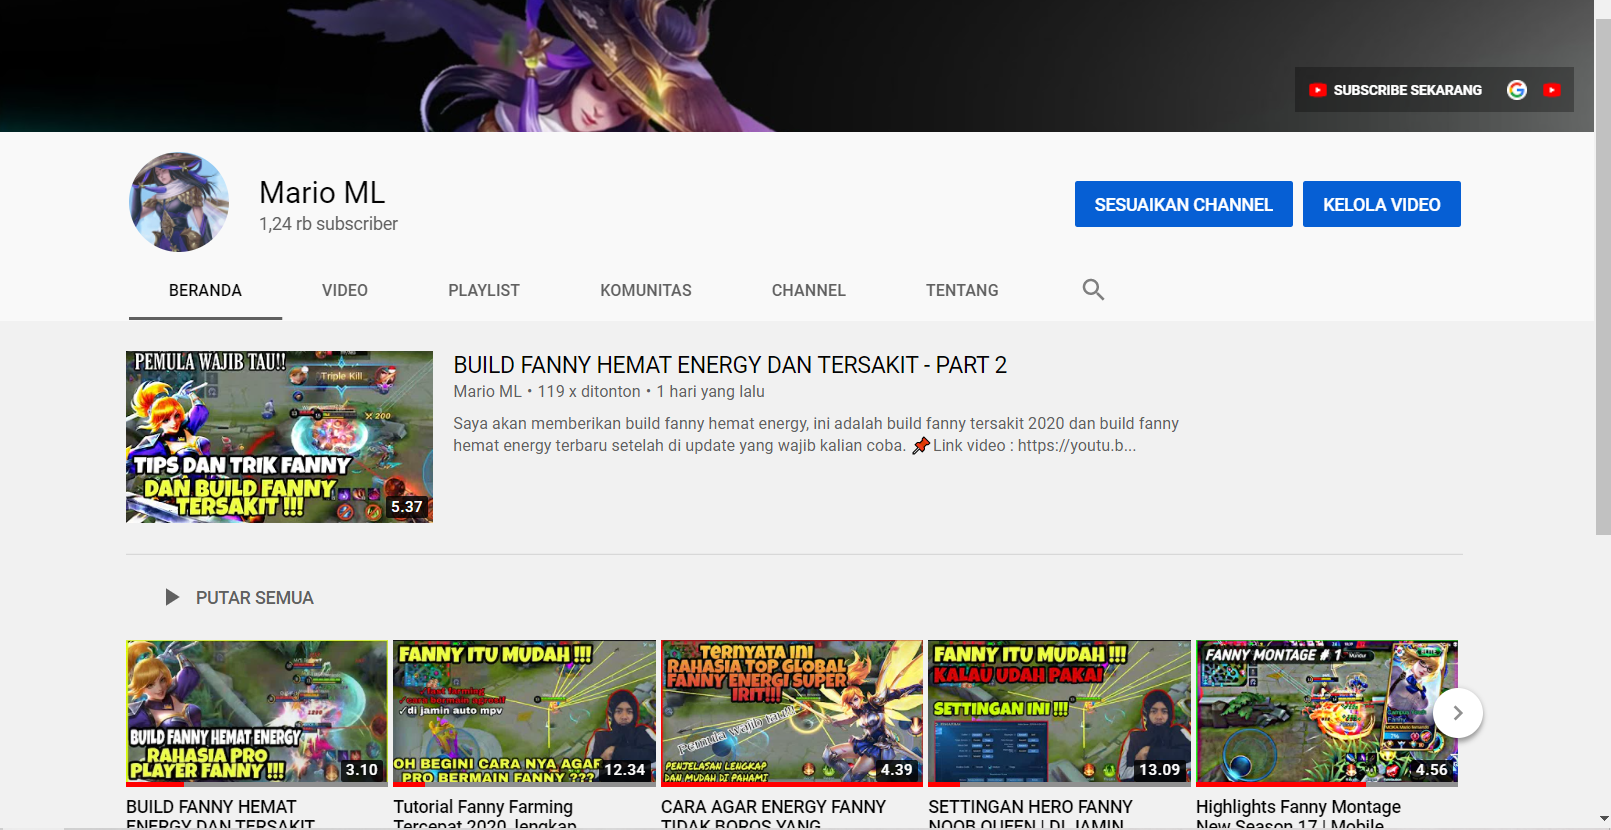 SUBSCRIBE SEKARANG
Mario ML
1,24 rb subscriber
SESUAIKAN CHANNEL
KELOLA VIDEO
BERANDA
VIDEO
PLAYLIST
KOMUNITAS
CHANNEL
TENTANG
PEMULA WAJIB TAU!!
Triple Kill
200
TIPS DAN TRIK FANNY
DAN BUILD FANNY
TERSAKIT !!!
5.37
BUILD FANNY HEMAT ENERGY DAN TERSAKIT - PART 2
Mario ML • 119 x ditonton • 1 hari yang lalu
Saya akan memberikan build fanny hemat energy, ini adalah build fanny tersakit 2020 dan build fanny
hemat energy terbaru setelah di update yang wajib kalian coba. 📌Link video : https://youtu.b...
PUTAR SEMUA
BUILD FANNY HEMAT ENERGY
RAHASIA PRO
PLAYER FANNY !!!
3.10
BUILD FANNY HEMAT
ENERGY DAN TERSAKIT
FANNY ITU MUDAH !!!
✓fast farming
✓cara bermain agresif
✓di jamin auto mpv
OH BEGINI CARA NYA AGAR
PRO BERMAIN FANNY ???
12.34
Tutorial Fanny Farming
Tercepat 2020, lengkap
TERNYATA INI
RAHASIA TOP GLOBAL
FANNY ENERGI SUPER
IRIT!!!
Pemula Wajib Tau!!!
PENJELASAN LENGKAP
DAN MUDAH DI PAHAMI
4.39
CARA AGAR ENERGY FANNY
TIDAK BOROS YANG
FANNY ITU MUDAH !!!
KALAU UDAH PAKAI
SETTINGAN INI !!!
13.09
SETTINGAN HERO FANNY
NOOB QUEEN | DI JAMIN
FANNY MONTAGE # 1
Fanny
4.56
Highlights Fanny Montage
New Season 17 | Mobile